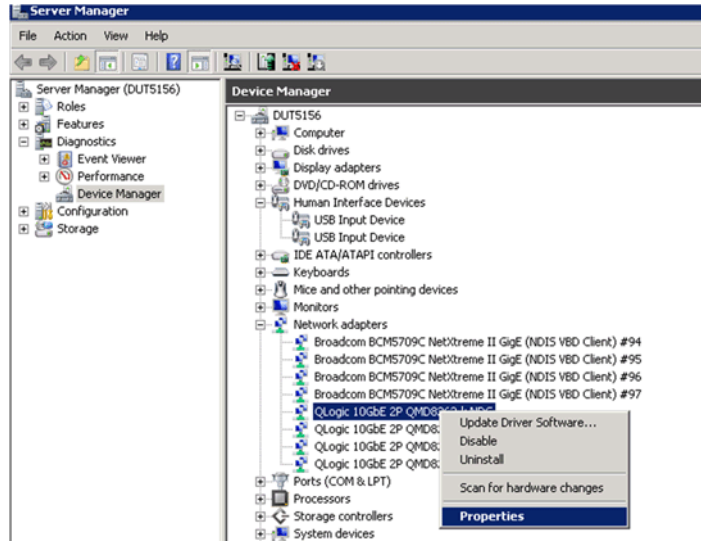 Server Manager
File Action View Help
Server Manager (DUT5156)
Roles
Features
Diagnostics
Event Viewer
Performance
Device Manager
Configuration
Storage
Device Manager
DUT5156
Computer
Disk drives
Display adapters
DVD/CD-ROM drives
Human Interface Devices
USB Input Device
USB Input Device
IDE ATA/ATAPI controllers
Keyboards
Mice and other pointing devices
Monitors
Network adapters
Broadcom BCM5709C NetXtreme II GigE (NDIS VBD Client) #94
Broadcom BCM5709C NetXtreme II GigE (NDIS VBD Client) #95
Broadcom BCM5709C NetXtreme II GigE (NDIS VBD Client) #96
Broadcom BCM5709C NetXtreme II GigE (NDIS VBD Client) #97
QLogic 10GbE 2P QMD8262-k NDC
QLogic 10GbE 2P QMD8
QLogic 10GbE 2P QMD8
QLogic 10GbE 2P QMD8
Ports (COM & LPT)
Processors
Storage controllers
System devices
Update Driver Software...
Disable
Uninstall
Scan for hardware changes
Properties